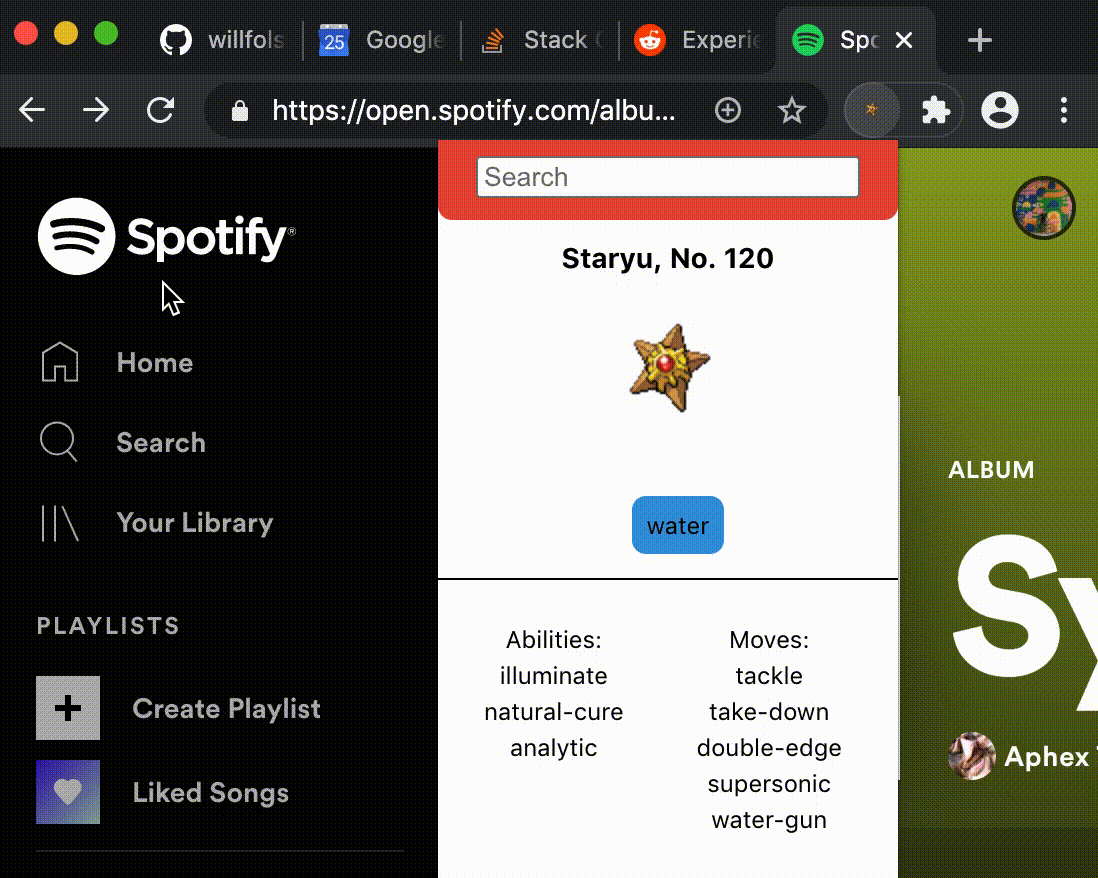 willfols
25
Google
Stack
Experie
Spo
https://open.spotify.com/albu...
Search
Spotify®
Staryu, No. 120
Home
Search
Your Library
water
ALBUM
Sy
PLAYLISTS
Abilities:
illuminate
natural-cure
analytic
Moves:
tackle
take-down
double-edge
supersonic
water-gun
Create Playlist
Liked Songs
Aphex